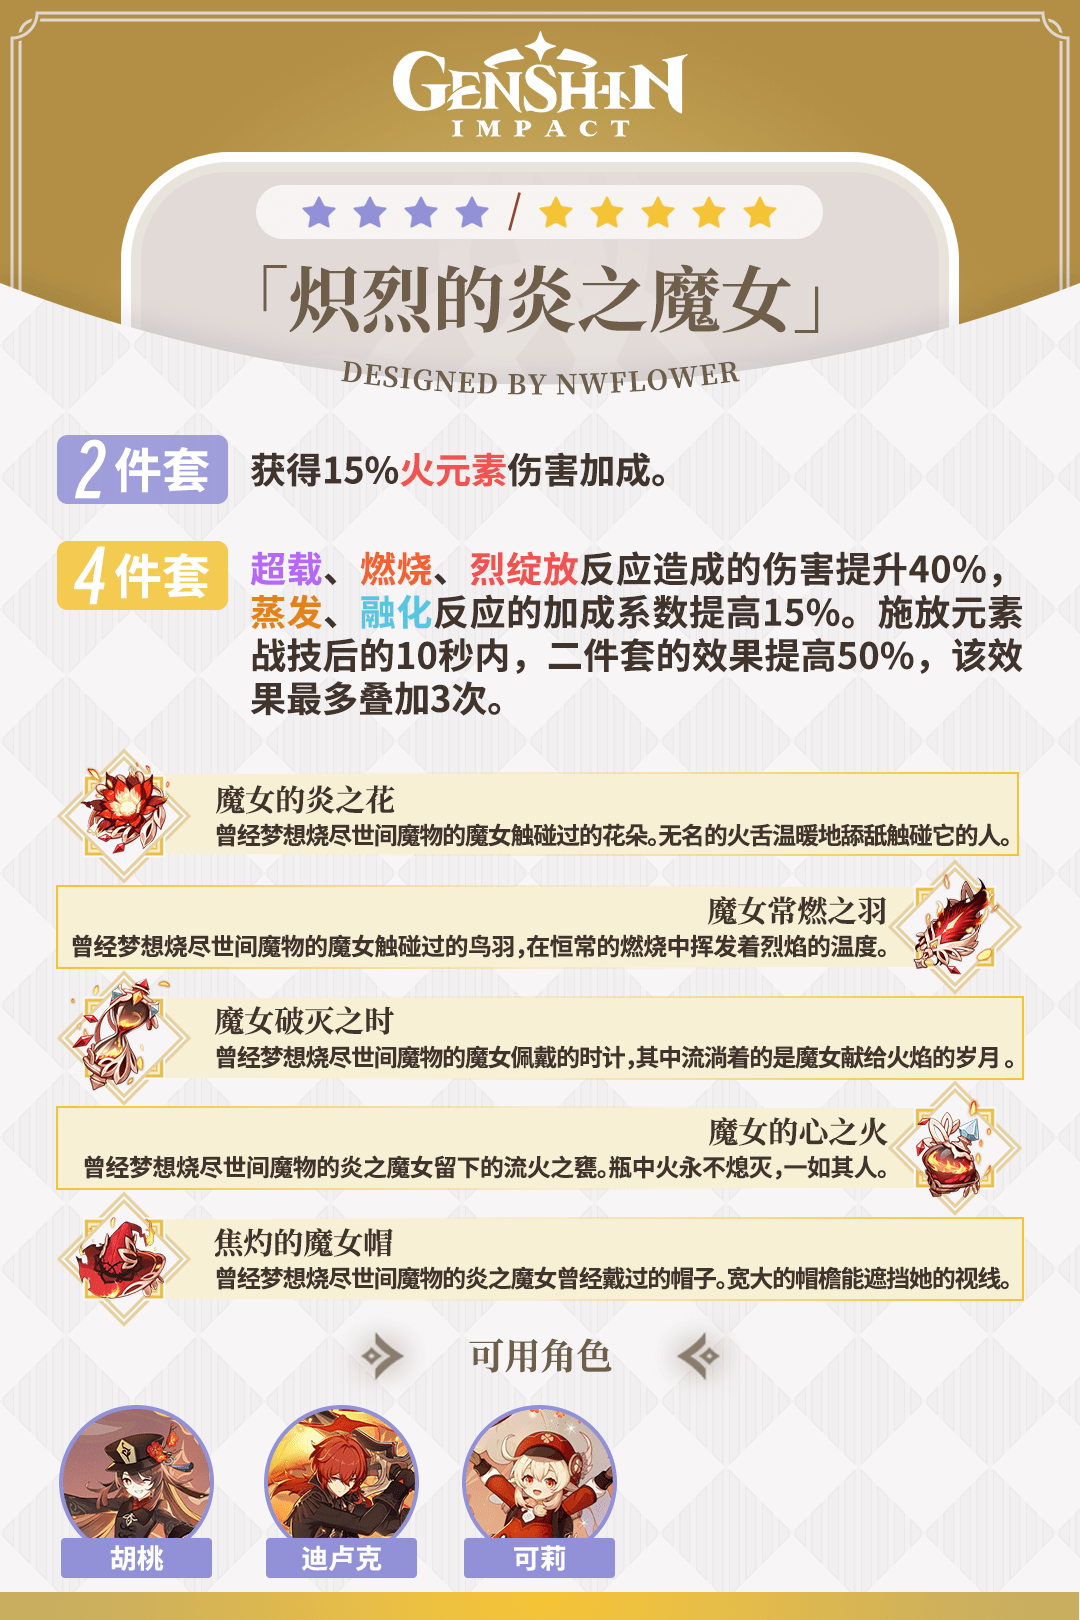 GENSHIN
IMPACT
「炽烈的炎之魔女」
DESIGNED BY NWFLOWER
2件套
获得15%火元素伤害加成。
4件套
超载、燃烧、烈绽放反应造成的伤害提升40%，
蒸发、融化反应的加成系数提高15%。施放元素
战技后的10秒内，二件套的效果提高50%，该效
果最多叠加3次。
魔女的炎之花
曾经梦想烧尽世间魔物的魔女触碰过的花朵。无名的火舌温暖地舔舐触碰它的人。
魔女常燃之羽
曾经梦想烧尽世间魔物的魔女触碰过的鸟羽，在恒常的燃烧中挥发着烈焰的温度。
魔女破灭之时
曾经梦想烧尽世间魔物的魔女佩戴的时计，其中流淌着的是魔女献给火焰的岁月。
魔女的心之火
曾经梦想烧尽世间魔物的炎之魔女留下的流火之甕。瓶中火永不熄灭，一如其人。
焦灼的魔女帽
曾经梦想烧尽世间魔物的炎之魔女曾经戴过的帽子。宽大的帽檐能遮挡她的视线。
可用角色
胡桃
迪卢克
可莉